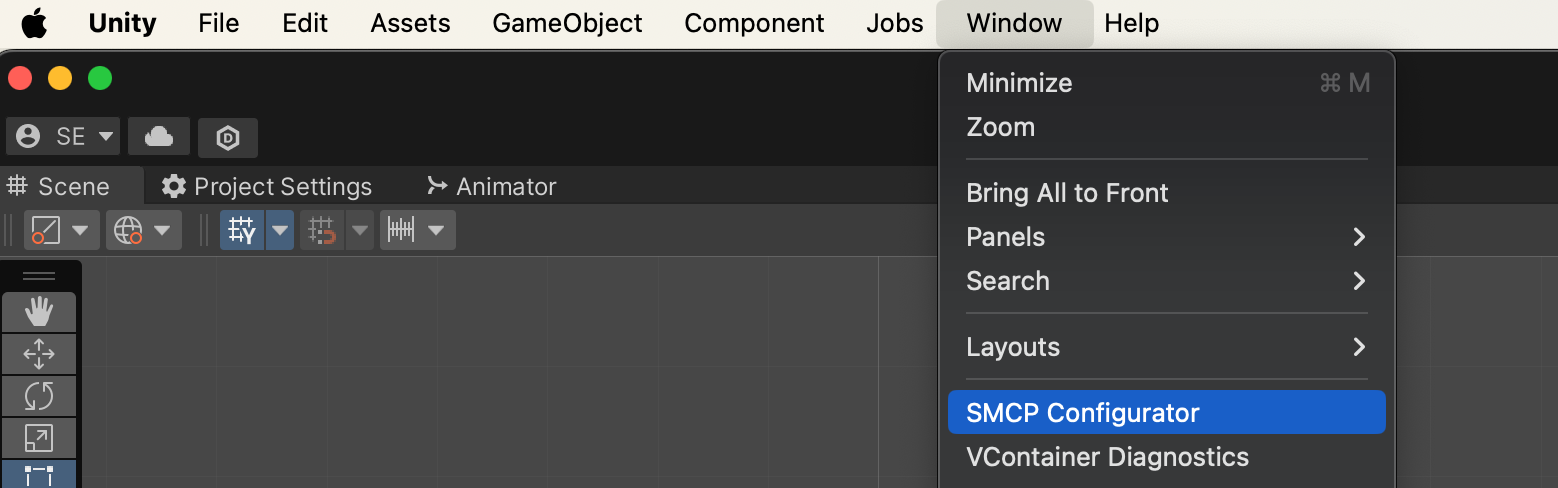 Unity File Edit Assets GameObject Component Jobs Window Help
Minimize ⌘ M
Zoom
SE
Scene Project Settings Animator
Bring All to Front
Panels
Search
Layouts
SMCP Configurator
VContainer Diagnostics